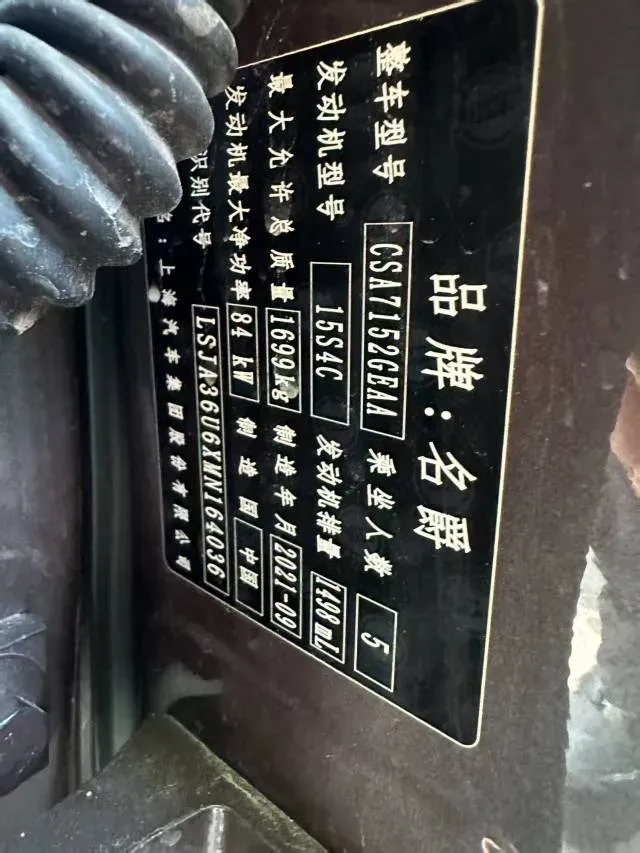 品牌:名爵
整车型号 CSA7152GEAA 乘坐人数 5
发动机型号 15S4C 发动机排量 1498 mL
最大允许总质量 1699kg 制造年月 2021-09
发动机最大净功率 84 kW 制造国 中国
识别代号 LSJA36U6XMN164036
名:上海汽车集团股份有限公司